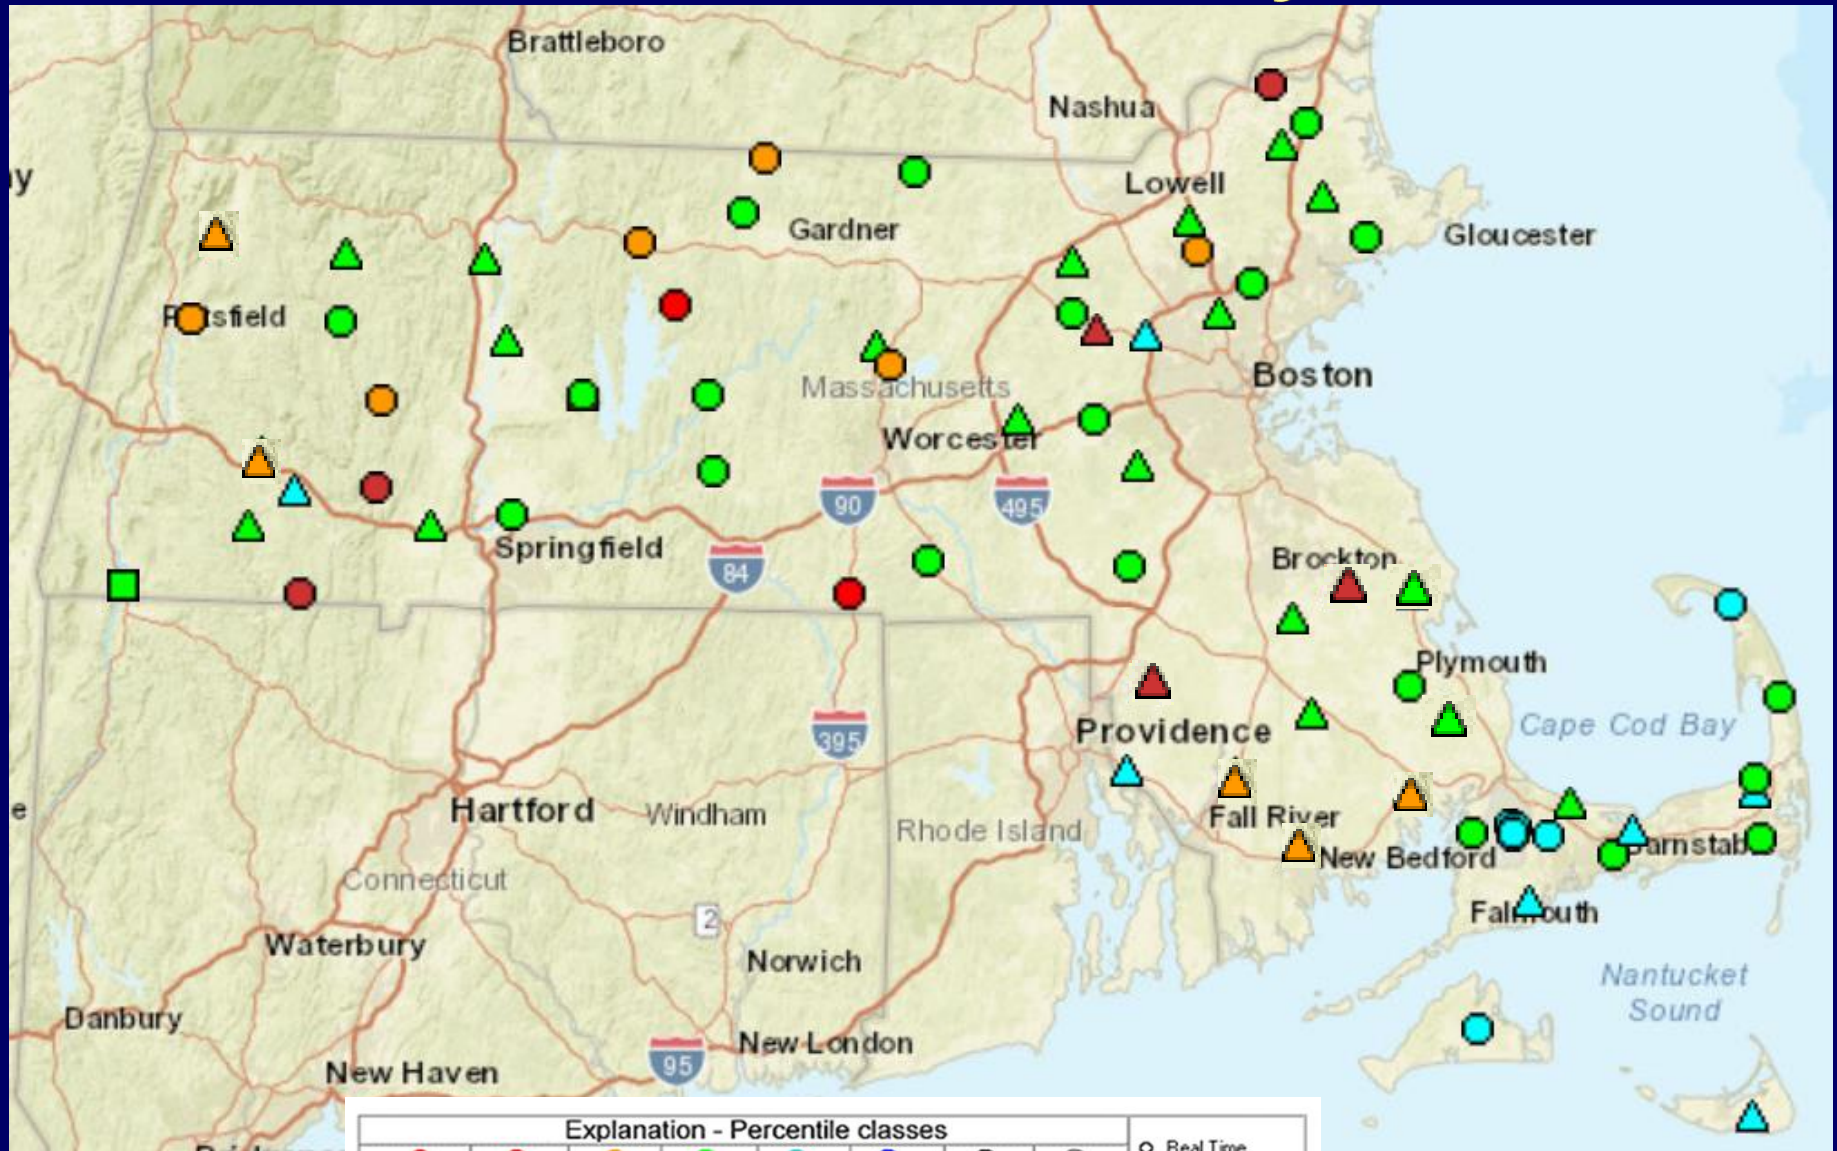 Brattleboro
Nashua
Lowell
Gardner
Gloucester
Massachusetts
Boston
Worcester
90
495
Springfield
84
Brockton
Plymouth
Providence
395
Cape Cod Bay
Hartford
Windham
Rhode Island
Fall River
New Bedford
Connecticut
2
Waterbury
Norwich
Nantucket
Sound
Danbury
New London
95
New Haven
Explanation - Percentile classes
Real Time